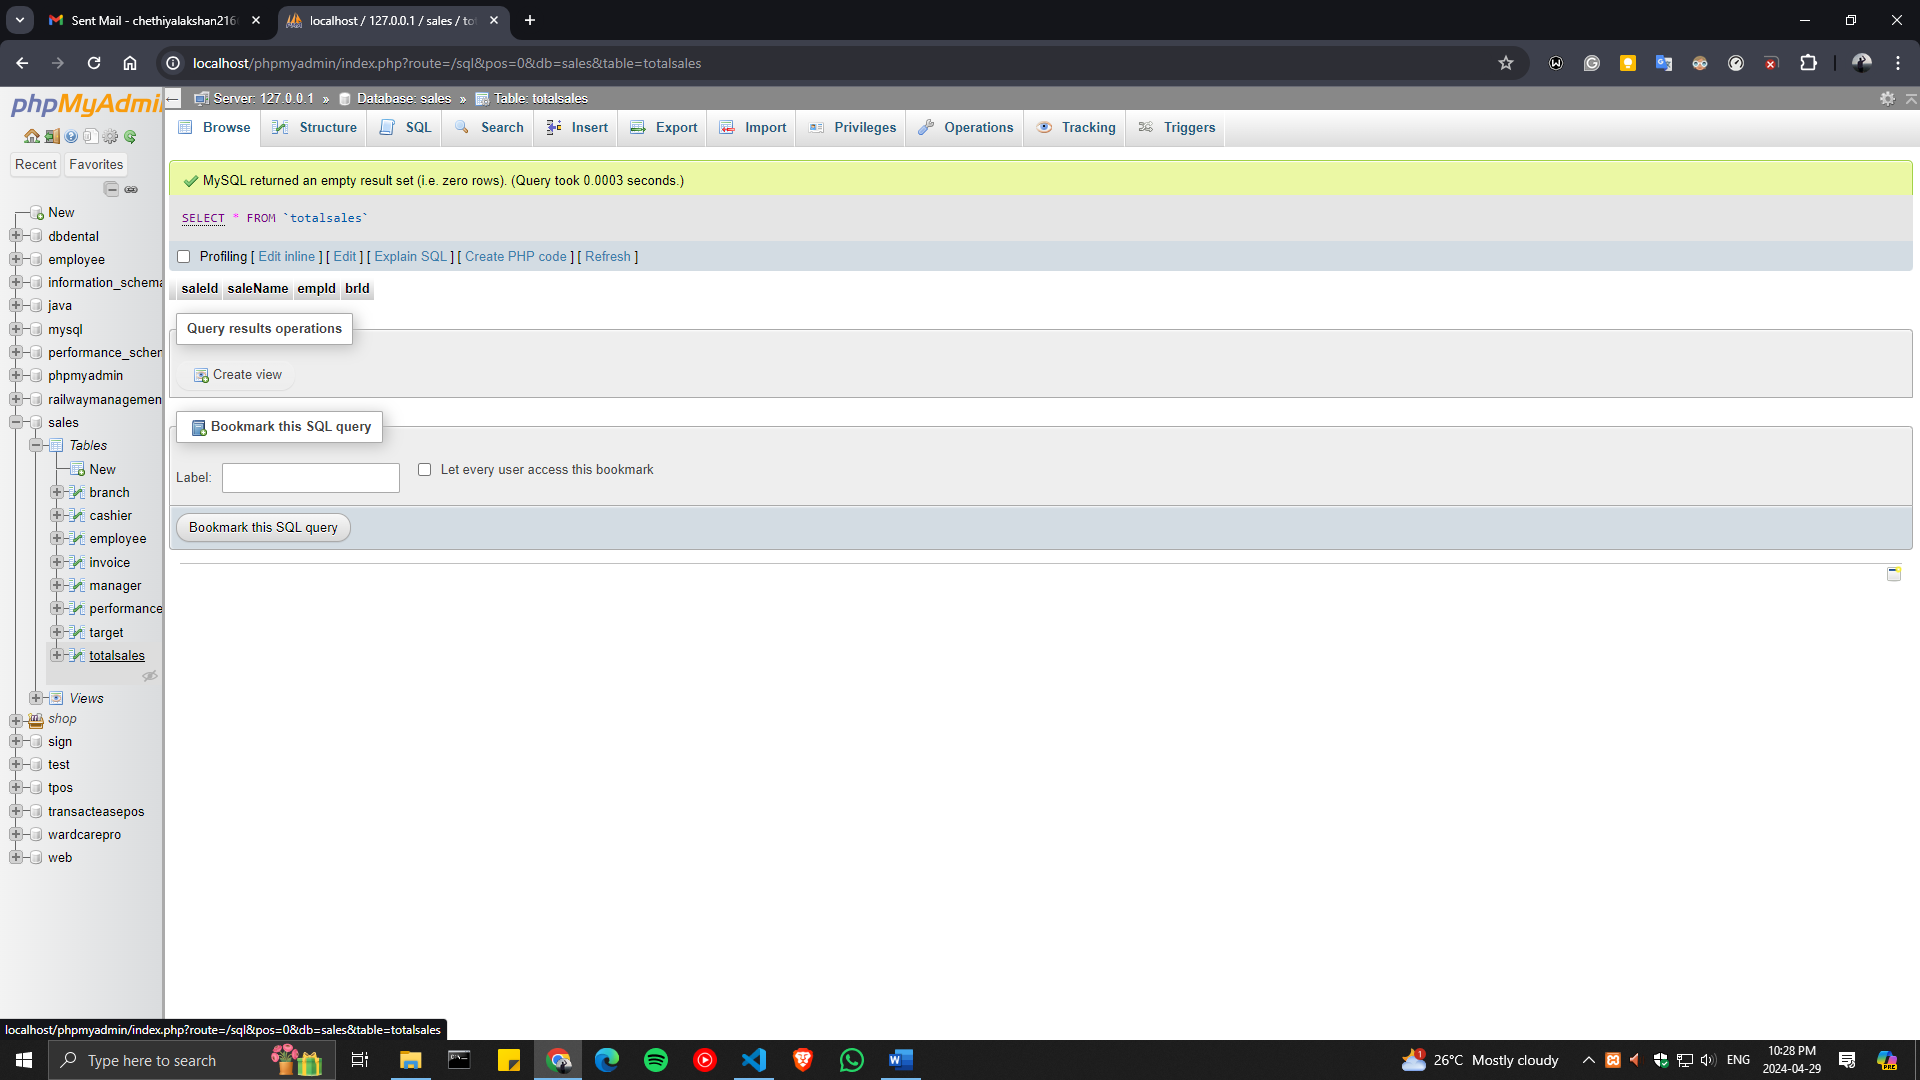 Sent Mail - chethiyalakshan216
localhost / 127.0.0.1 / sales / to
localhost/phpmyadmin/index.php?route=/sql&pos=0&db=sales&table=totalsales
phpMyAdmi
Server: 127.0.0.1 » Database: sales » Table: totalsales
Browse Structure SQL Search Insert Export Import Privileges Operations Tracking Triggers
Recent Favorites
New
dbdental
employee
information_schema
java
mysql
performance_scher
phpmyadmin
railwaymanagemen
sales
Tables
New
branch
cashier
employee
invoice
manager
performance
target
totalsales
Views
shop
sign
test
tpos
transacteasepos
wardcarepro
web
MySQL returned an empty result set (i.e. zero rows). (Query took 0.0003 seconds.)
SELECT * FROM `totalsales`
Profiling [ Edit inline ] [ Edit ] [ Explain SQL ] [ Create PHP code ] [ Refresh ]
saleId saleName empId brId
Query results operations
Create view
Bookmark this SQL query
Label: Let every user access this bookmark
Bookmark this SQL query
localhost/phpmyadmin/index.php?route=/sql&pos=0&db=sales&table=totalsales
Type here to search
1
26°C Mostly cloudy
ENG
10:28 PM
2024-04-29
PRE